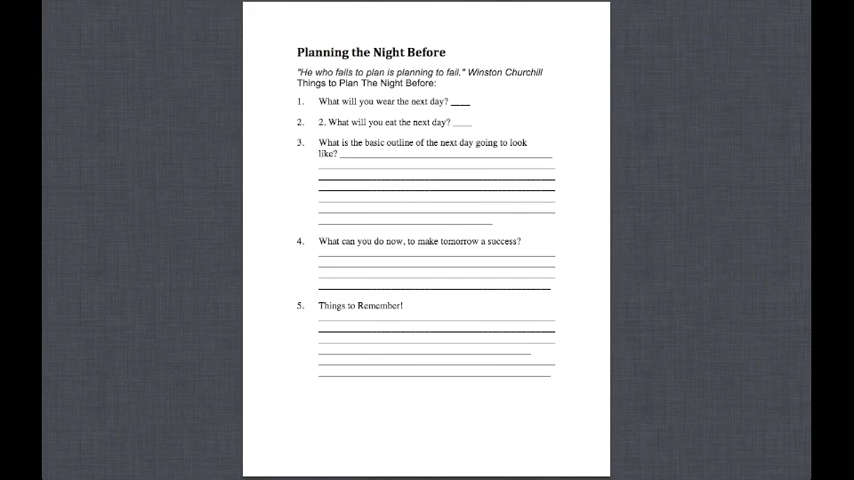 Planning the Night Before
"He who fails to plan is planning to fail." Winston Churchill
Things to Plan The Night Before:
1. What will you wear the next day? ____
2. 2. What will you eat the next day? ____
3. What is the basic outline of the next day going to look
like?
4. What can you do now, to make tomorrow a success?
5. Things to Remember!